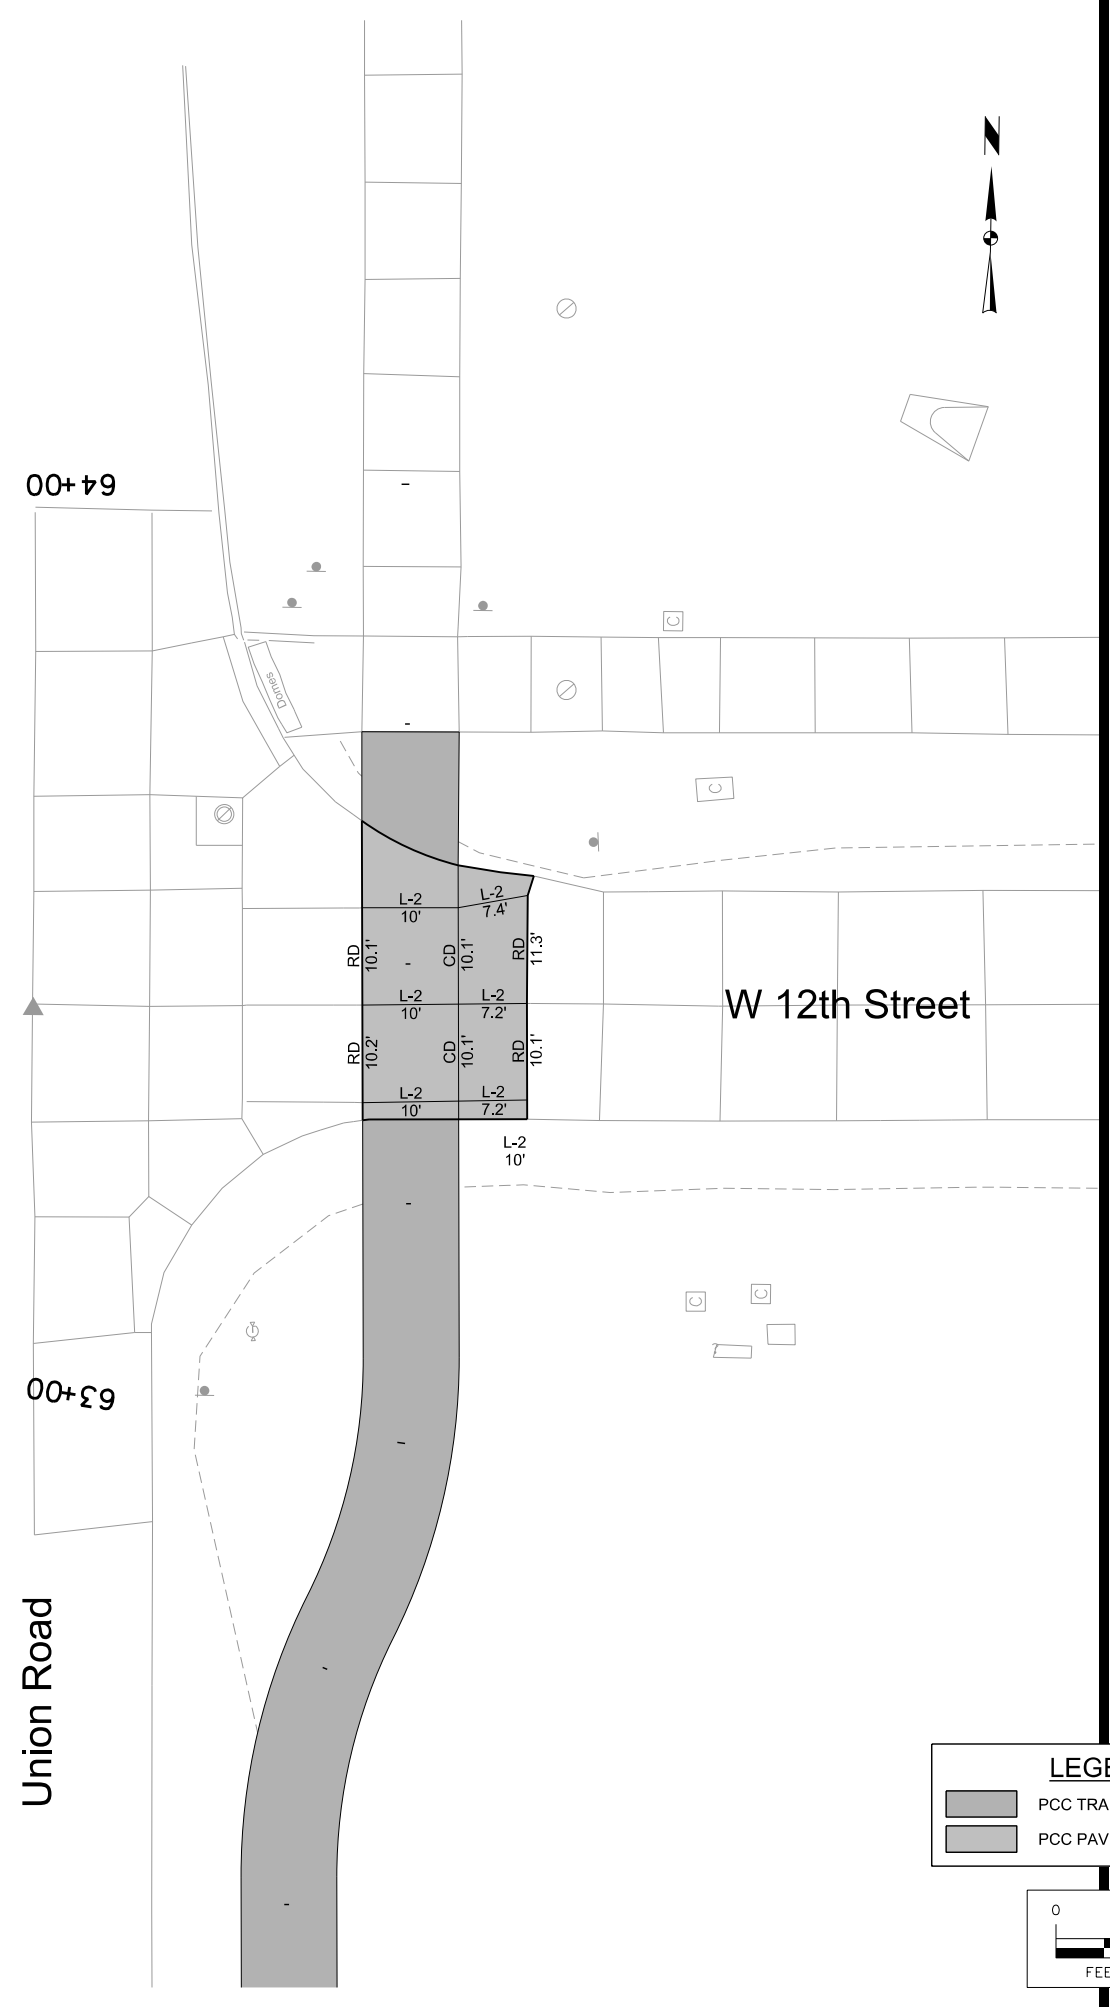 N
64+00
Domes
C
C
L-2
10'
L-2
7.4'
RD
10.1'
CD
10.1'
RD
11.3'
W 12th Street
L-2
10'
L-2
7.2'
RD
10.2'
CD
10.1'
RD
10.1'
L-2
10'
L-2
7.2'
L-2
10'
C
C
?
G
63+00
Union Road
LEGE
PCC TRA
PCC PAV
0
FEE